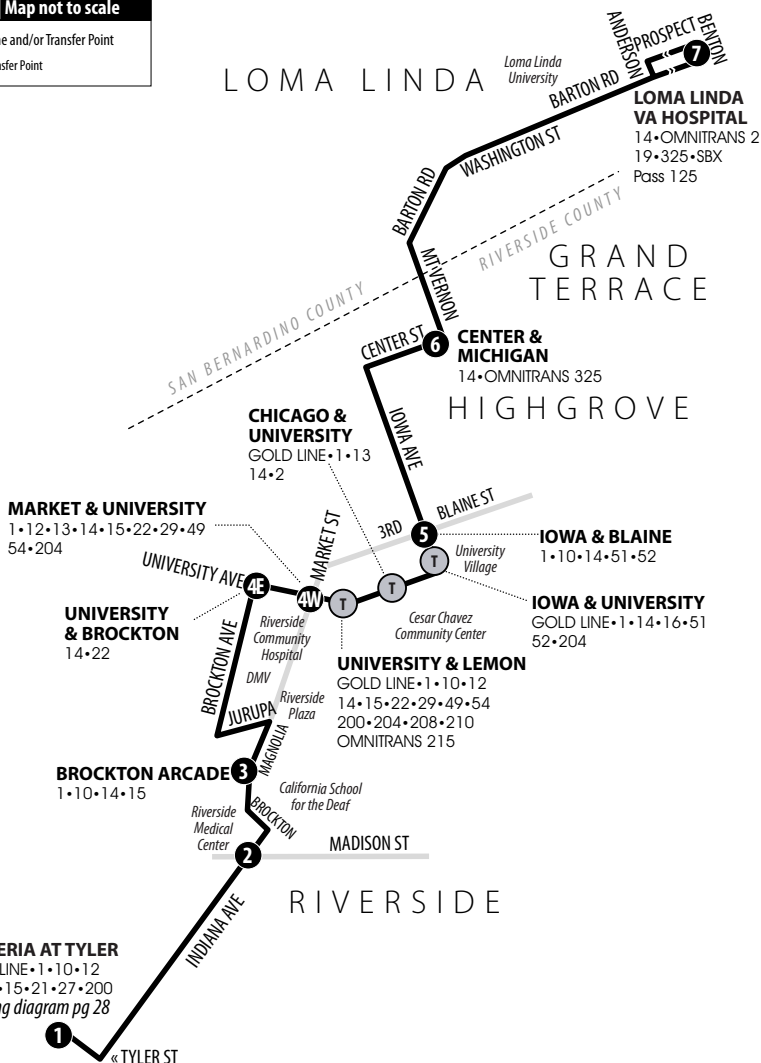 Map not to scale
and/or Transfer Point
Point
LOMA LINDA
Loma Linda
University
ANDERSON
PROSPECT
BENTON
7
BARTON RD
»
»
LOMA LINDA
VA HOSPITAL
14•OMNITRANS 2
19•325•SBX
Pass 125
WASHINGTON ST
BARTON RD
RIVERSIDE COUNTY
SAN BERNARDINO COUNTY
GRAND
TERRACE
MT VERNON
CENTER ST
6
CENTER &
MICHIGAN
14•OMNITRANS 325
HIGHGROVE
IOWA AVE
CHICAGO &
UNIVERSITY
GOLD LINE•1•13
14•2
MARKET & UNIVERSITY
1•12•13•14•15•22•29•49
54•204
MARKET ST
3RD
BLAINE ST
5
IOWA & BLAINE
1•10•14•51•52
University
Village
T
IOWA & UNIVERSITY
GOLD LINE•1•14•16•51
52•204
UNIVERSITY AVE
4E
4W
T
T
Cesar Chavez
Community Center
UNIVERSITY
& BROCKTON
14•22
Riverside
Community
Hospital
UNIVERSITY & LEMON
GOLD LINE•1•10•12
14•15•22•29•49•54
200•204•208•210
OMNITRANS 215
BROCKTON AVE
DMV
JURUPA
Riverside
Plaza
MAGNOLIA
BROCKTON ARCADE
3
1•10•14•15
California School
for the Deaf
BROCKTON
Riverside
Medical
Center
2
MADISON ST
RIVERSIDE
INDIANA AVE
AT TYLER
LINE•1•10•12
15•21•27•200
diagram pg 28
1
« TYLER ST